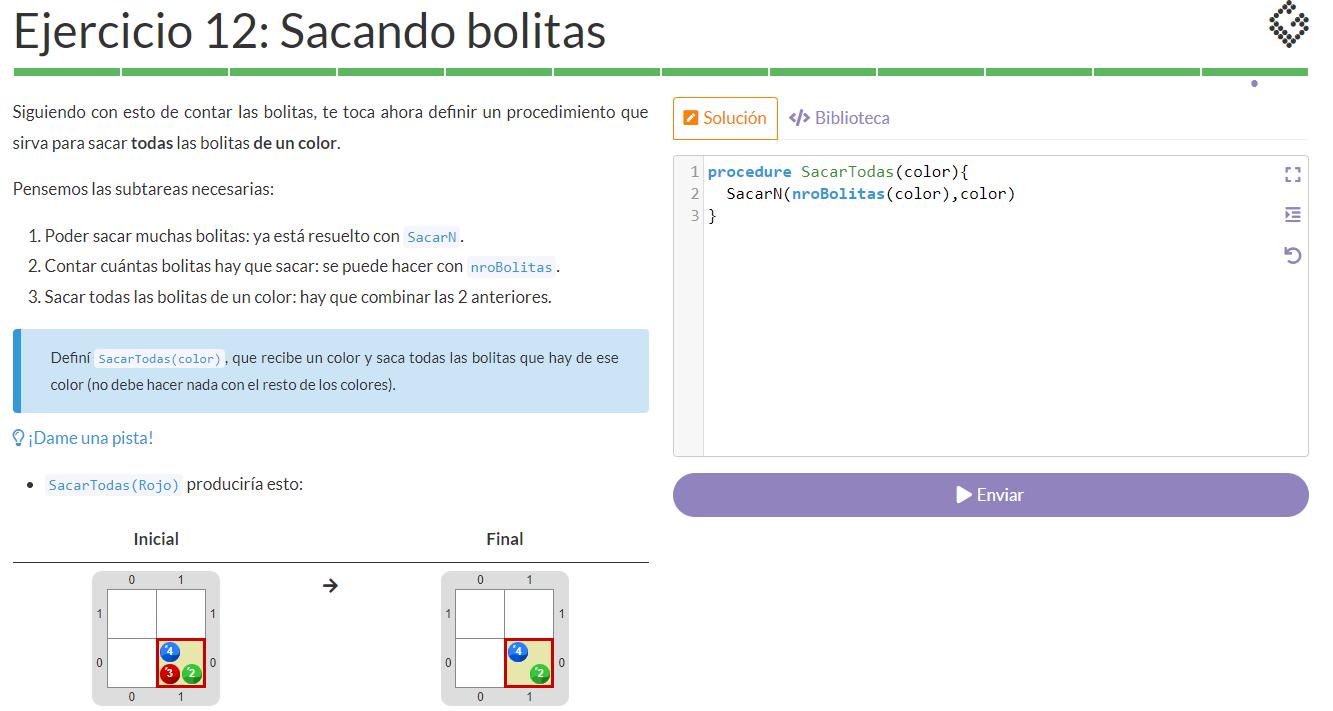 Ejercicio 12: Sacando bolitas
Siguiendo con esto de contar las bolitas, te toca ahora definir un procedimiento que
sirva para sacar todas las bolitas de un color.
Pensemos las subtareas necesarias:
1. Poder sacar muchas bolitas: ya está resuelto con SacarN.
2. Contar cuántas bolitas hay que sacar: se puede hacer con nroBolitas.
3. Sacar todas las bolitas de un color: hay que combinar las 2 anteriores.
Definí SacarTodas(color), que recibe un color y saca todas las bolitas que hay de ese
color (no debe hacer nada con el resto de los colores).
¡Dame una pista!
• SacarTodas(Rojo) produciría esto:
Inicial Final
0 1
1 1
4
0 3 2 0
0 1
0 1
1 1
4
0 2 0
0 1
Solución </> Biblioteca
1 procedure SacarTodas(color){
2 SacarN(nroBolitas(color),color)
3 }
Enviar